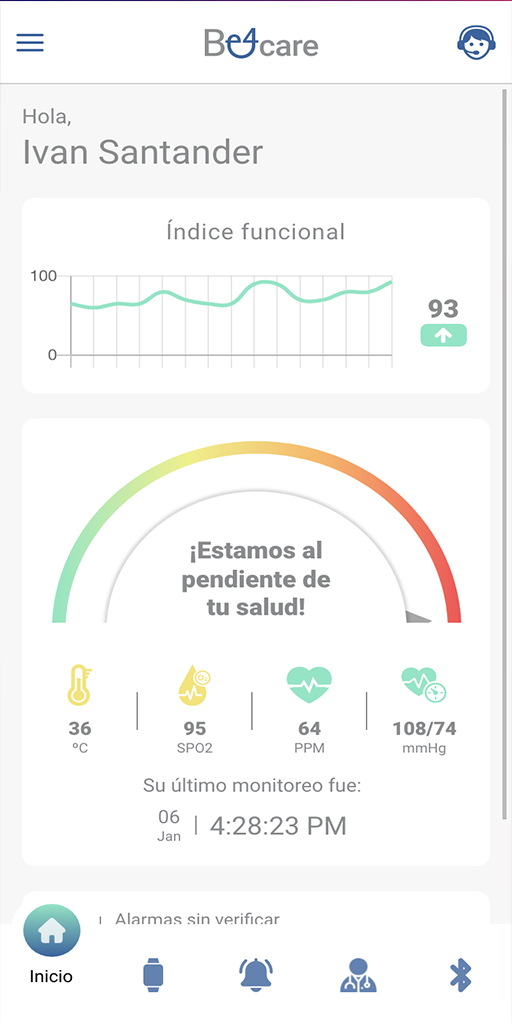 Be4care
Hola,
Ivan Santander
Índice funcional
100
0
93
¡Estamos al
pendiente de
tu salud!
36
ºC
95
SPO2
64
PPM
108/74
mmHg
Su último monitoreo fue:
06
Jan
4:28:23 PM
Alarmas sin verificar
Inicio